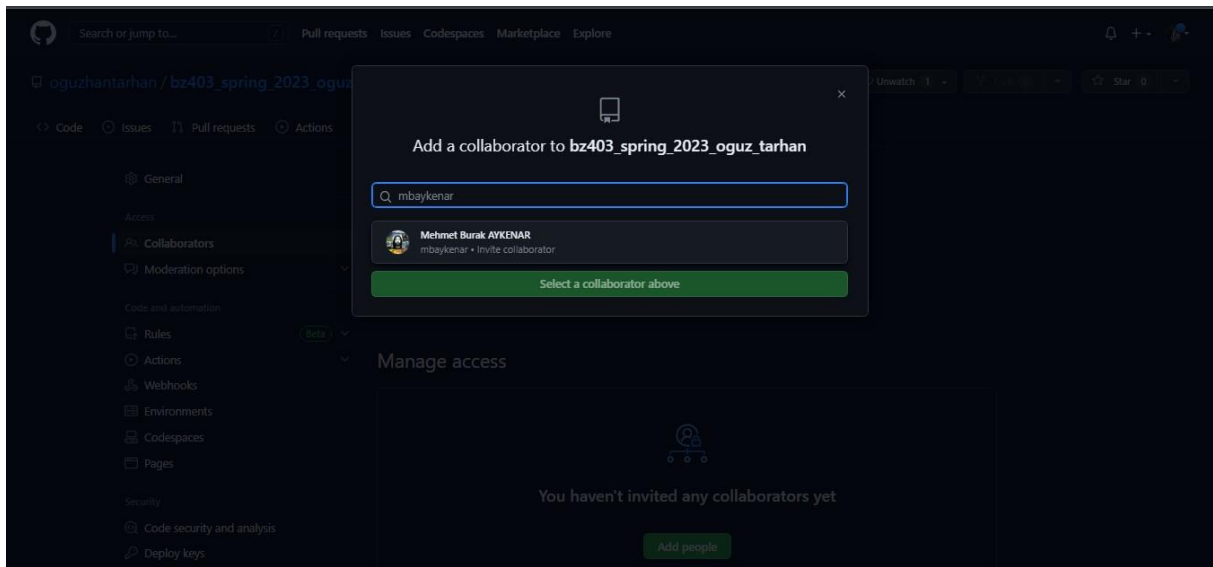 Search or jump to... /
Pull requests Issues Codespaces Marketplace Explore
oguzhantarhan / bz403_spring_2023_oguz
Unwatch 1
Star 0
Code Issues Pull requests Actions
Add a collaborator to bz403_spring_2023_oguz_tarhan
mbaykenar
Mehmet Burak AYKENAR
mbaykenar • Invite collaborator
Select a collaborator above
General
Access
Collaborators
Moderation options
Code and automation
Rules Beta
Actions
Webhooks
Environments
Codespaces
Pages
Security
Code security and analysis
Deploy keys
Manage access
You haven't invited any collaborators yet
Add people